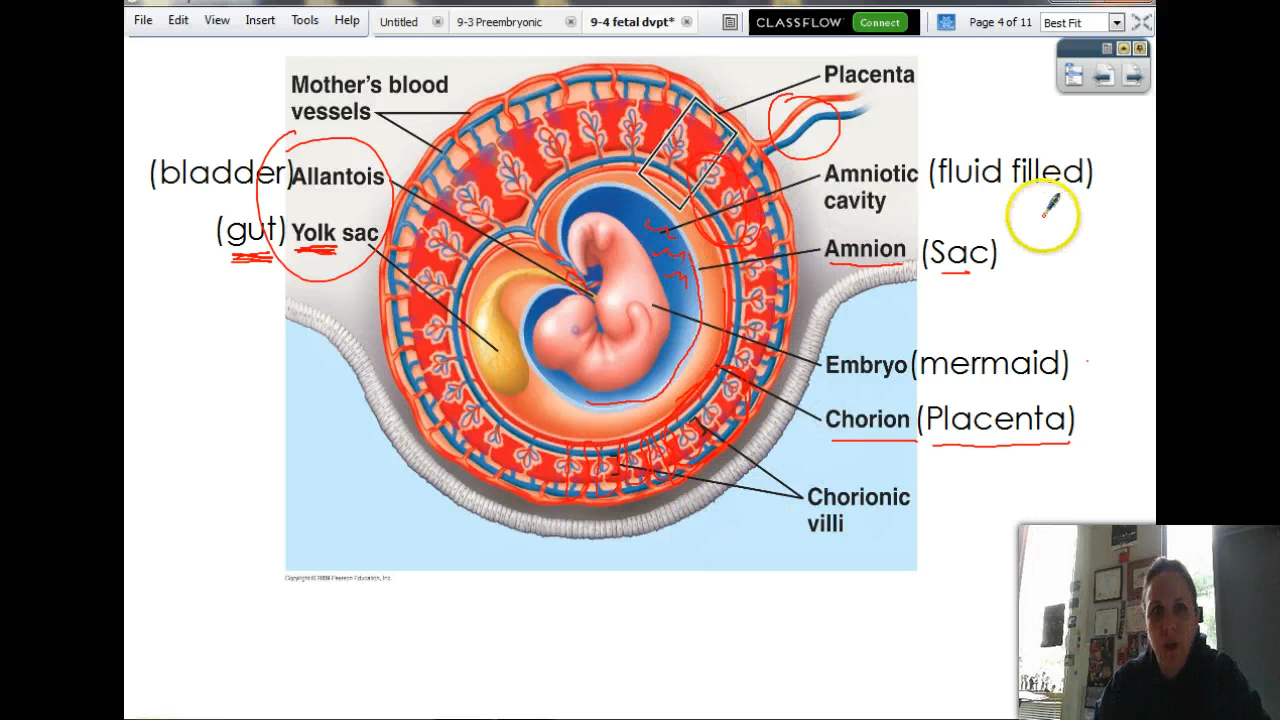 File Edit View Insert Tools Help
Untitled 9-3 Preembryonic 9-4 fetal dvpt* CLASSFLOW Connect Page 4 of 11 Best Fit
Mother's blood
vessels
(bladder) Allantois
(gut) Yolk sac
Placenta
Amniotic (fluid filled)
cavity
Amnion (Sac)
Embryo (mermaid)
Chorion (Placenta)
Chorionic
villi
Copyright © 2009 Pearson Education, Inc.